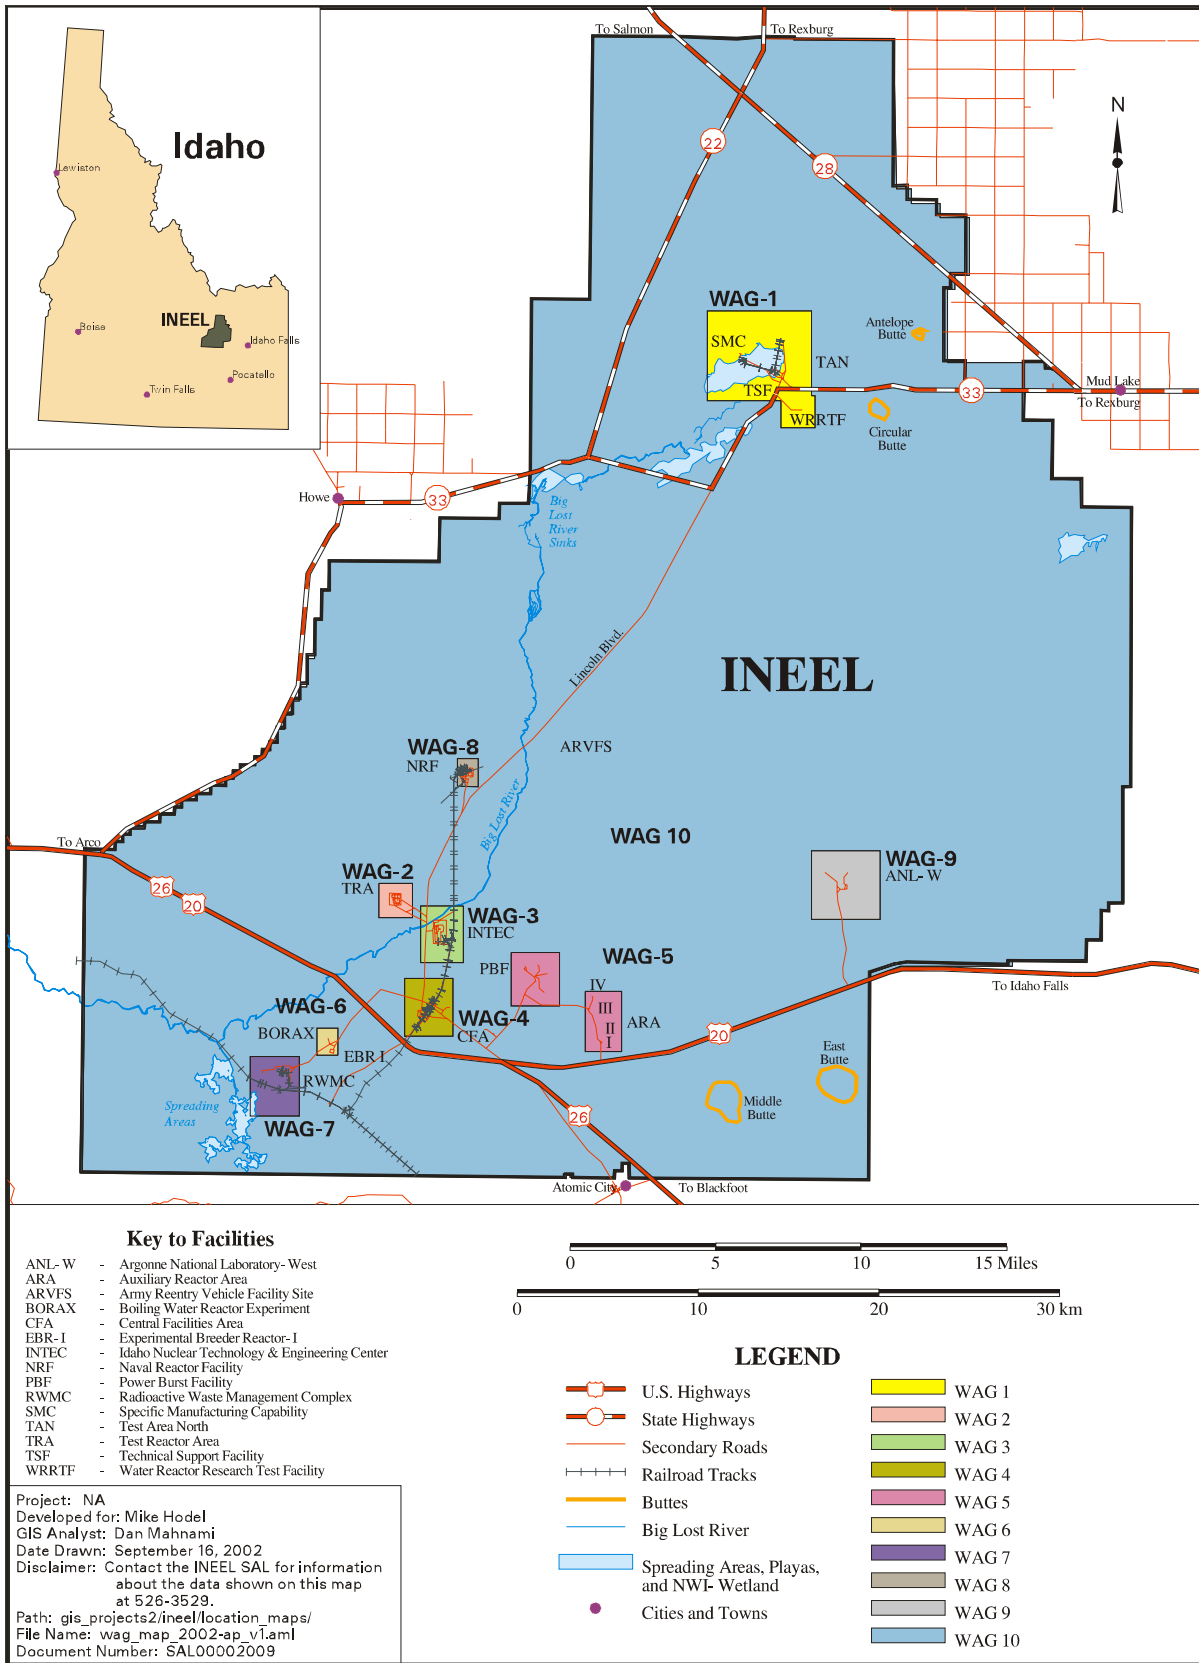 Idaho
Lewiston
INEEL
Boise
Idaho Falls
Pocatello
Twin Falls
To Salmon
To Rexburg
N
22
28
WAG-1
SMC
TAN
TSF
WRRTF
Antelope
Butte
Circular
Butte
33
Mud Lake
To Rexburg
Howe
33
Big
Lost
River
Sinks
Lincoln Blvd.
INEEL
WAG-8
NRF
ARVFS
Big Lost River
WAG 10
To Arco
26
20
WAG-2
TRA
WAG-3
INTEC
WAG-9
ANL-W
PBF
WAG-5
IV
III
II
I
ARA
To Idaho Falls
WAG-6
BORAX
EBR I
WAG-4
CFA
20
East
Butte
Middle
Butte
RWMC
WAG-7
Spreading
Areas
26
Atomic City
To Blackfoot
Key to Facilities
ANL-W - Argonne National Laboratory-West
ARA - Auxiliary Reactor Area
ARVFS - Army Reentry Vehicle Facility Site
BORAX - Boiling Water Reactor Experiment
CFA - Central Facilities Area
EBR-I - Experimental Breeder Reactor-I
INTEC - Idaho Nuclear Technology & Engineering Center
NRF - Naval Reactor Facility
PBF - Power Burst Facility
RWMC - Radioactive Waste Management Complex
SMC - Specific Manufacturing Capability
TAN - Test Area North
TRA - Test Reactor Area
TSF - Technical Support Facility
WRRTF - Water Reactor Research Test Facility
Project: NA
Developed for: Mike Hodel
GIS Analyst: Dan Mahnami
Date Drawn: September 16, 2002
Disclaimer: Contact the INEEL SAL for information
about the data shown on this map
at 526-3529.
Path: gis_projects2/ineel/location_maps/
File Name: wag_map_2002-ap_v1.aml
Document Number: SAL00002009
0 5 10 15 Miles
0 10 20 30 km
LEGEND
U.S. Highways
State Highways
Secondary Roads
Railroad Tracks
Buttes
Big Lost River
Spreading Areas, Playas,
and NWI-Wetland
Cities and Towns
WAG 1
WAG 2
WAG 3
WAG 4
WAG 5
WAG 6
WAG 7
WAG 8
WAG 9
WAG 10